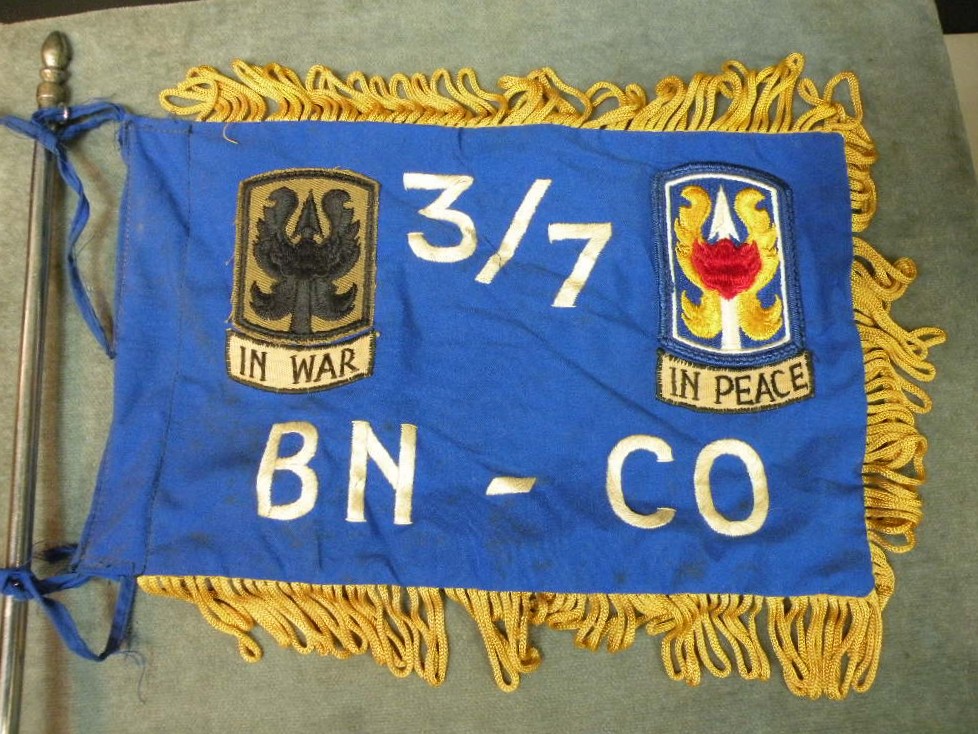 3/7
IN WAR
IN PEACE
BN - CO